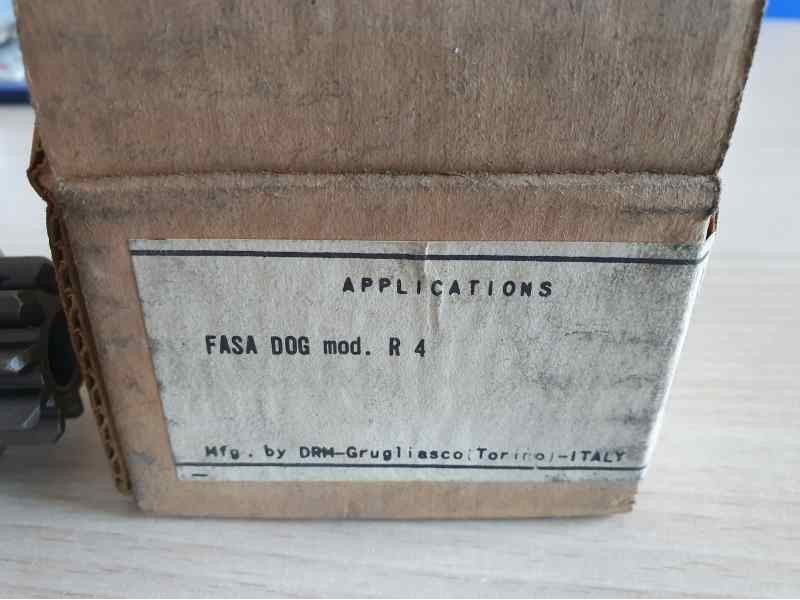 APPLICATIONS
FASA DOG mod. R 4
Mfg. by DRM-Grugliasco(Torino)-ITALY